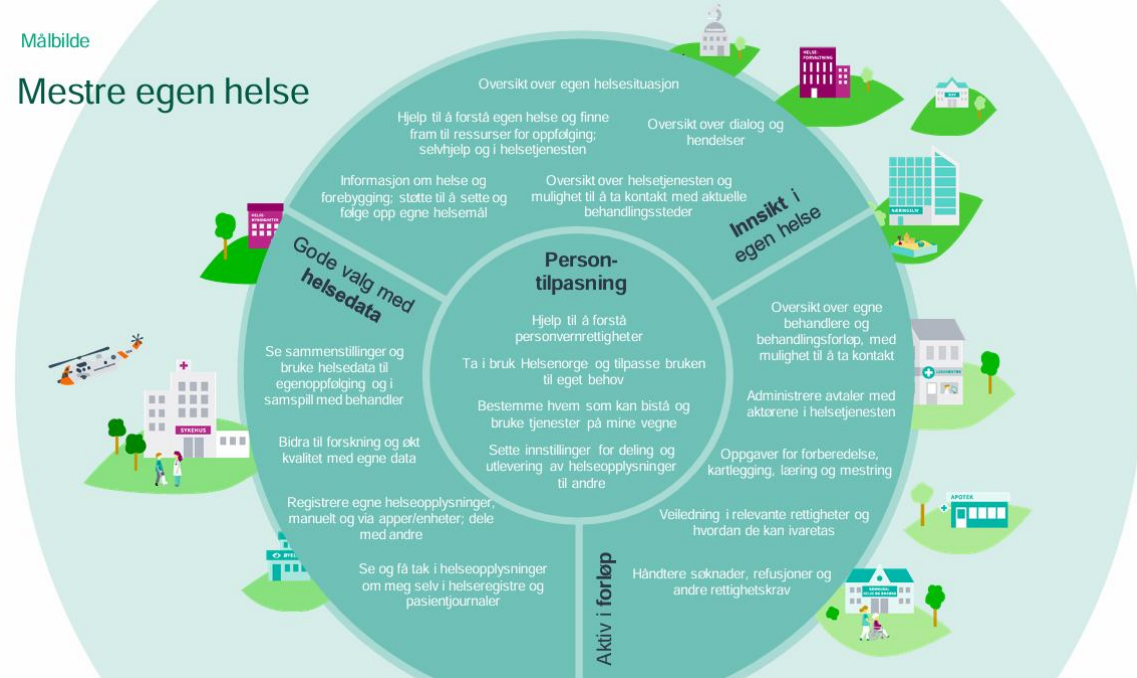 Målbilde
Mestre egen helse
Oversikt over egen helsesituasjon
Hjelp til å forstå egen helse og finne
fram til ressurser for oppfølging;
selvhjelp og i helsetjenesten
Oversikt over dialog og
hendelser
Informasjon om helse og
forebygging; støtte til å sette og
følge opp egne helsemål
Oversikt over helsetjenesten og
mulighet til å ta kontakt med aktuelle
behandlingssteder
Innsikt i
egen helse
Gode valg med
helsedata
Person-
tilpasning
Hjelp til å forstå
personvernrettigheter
Ta i bruk Helsenorge og tilpasse bruken
til eget behov
Bestemme hvem som kan bistå og
bruke tjenester på mine vegne
Sette innstillinger for deling og
utlevering av helseopplysninger
til andre
Se sammenstillinger og
bruke helsedata til
egenoppfølging og i
samspill med behandler
Bidra til forskning og økt
kvalitet med egne data
Registrere egne helseopplysninger,
manuelt og via apper/enheter; dele
med andre
Se og få tak i helseopplysninger
om meg selv i helseregistre og
pasientjournaler
Oversikt over egne
behandlere og
behandlingsforløp, med
mulighet til å ta kontakt
Administrere avtaler med
aktørene i helsetjenesten
Oppgaver for forberedelse,
kartlegging, læring og mestring
Veiledning i relevante rettigheter og
hvordan de kan ivaretas
Håndtere søknader, refusjoner og
andre rettighetskrav
Aktiv i forløp
HELSE-
FORVALTNING
NÆRINGSLIV
SYKEHUS
APOTEK